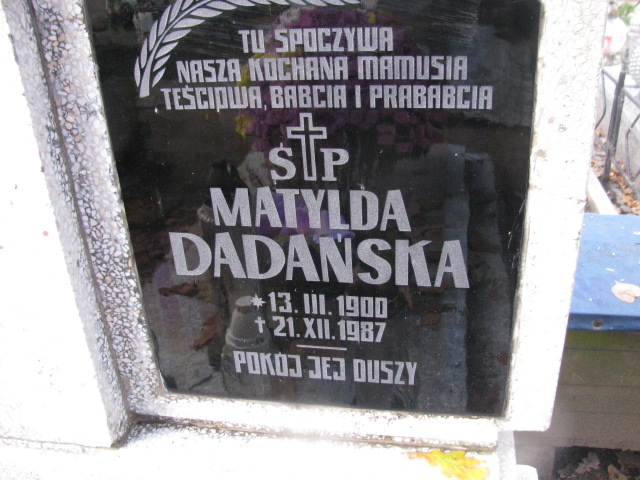 TU SPOCZYWA
NASZA KOCHANA MAMUSIA
TEŚCIOWA, BABCIA I PRABABCIA
Ś P
MATYLDA
DADAŃSKA
* 13. III. 1900
† 21. XII. 1987
POKÓJ JEJ DUSZY